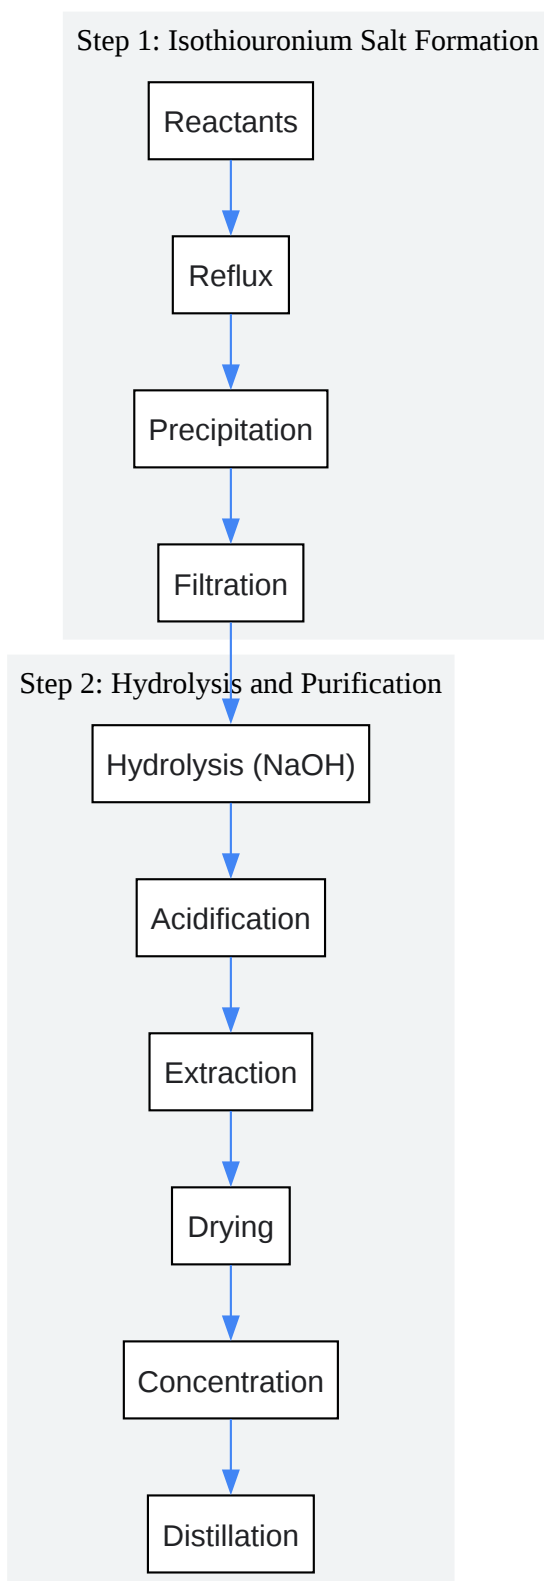 Step 1: Isothiouronium Salt Formation
Reactants
Reflux
Precipitation
Filtration
Step 2: Hydrolysis and Purification
Hydrolysis (NaOH)
Acidification
Extraction
Drying
Concentration
Distillation